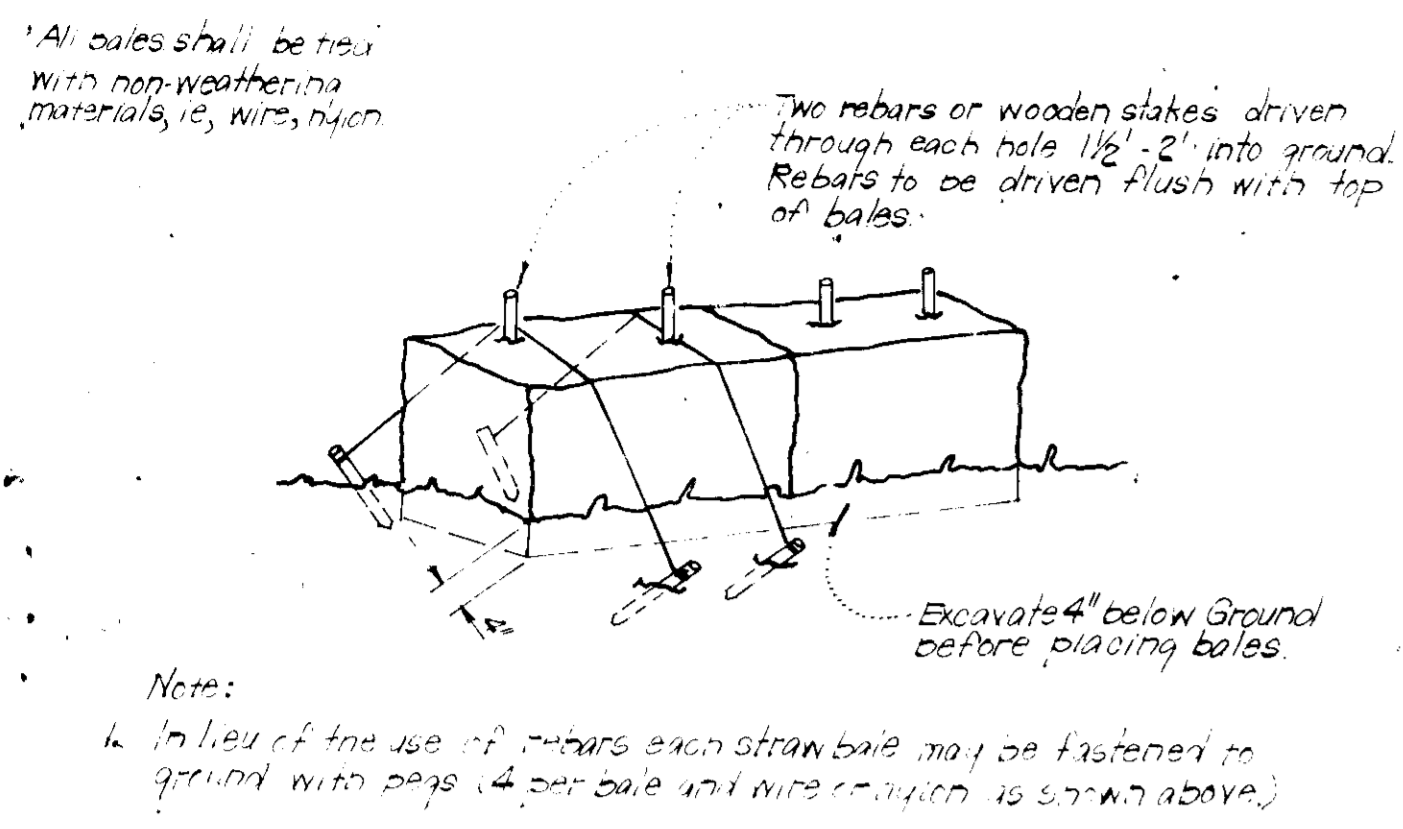 All bales shall be tied
with non-weathering
materials, ie, wire, nylon.
Two rebars or wooden stakes driven
through each hole 1½' - 2' into ground.
Rebars to be driven flush with top
of bales.
4"
Excavate 4" below Ground
before placing bales.
Note:
1. In lieu of the use of rebars each straw bale may be fastened to
ground with pegs (4 per bale and wire or nylon as shown above.)